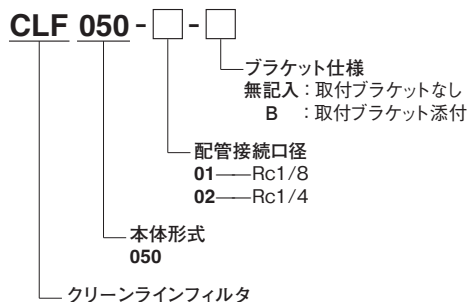 CLF 050-□-□
ブラケット仕様
無記入：取付ブラケットなし
B ：取付ブラケット添付
配管接続口径
01──Rc1/8
02──Rc1/4
本体形式
050
クリーンラインフィルタ